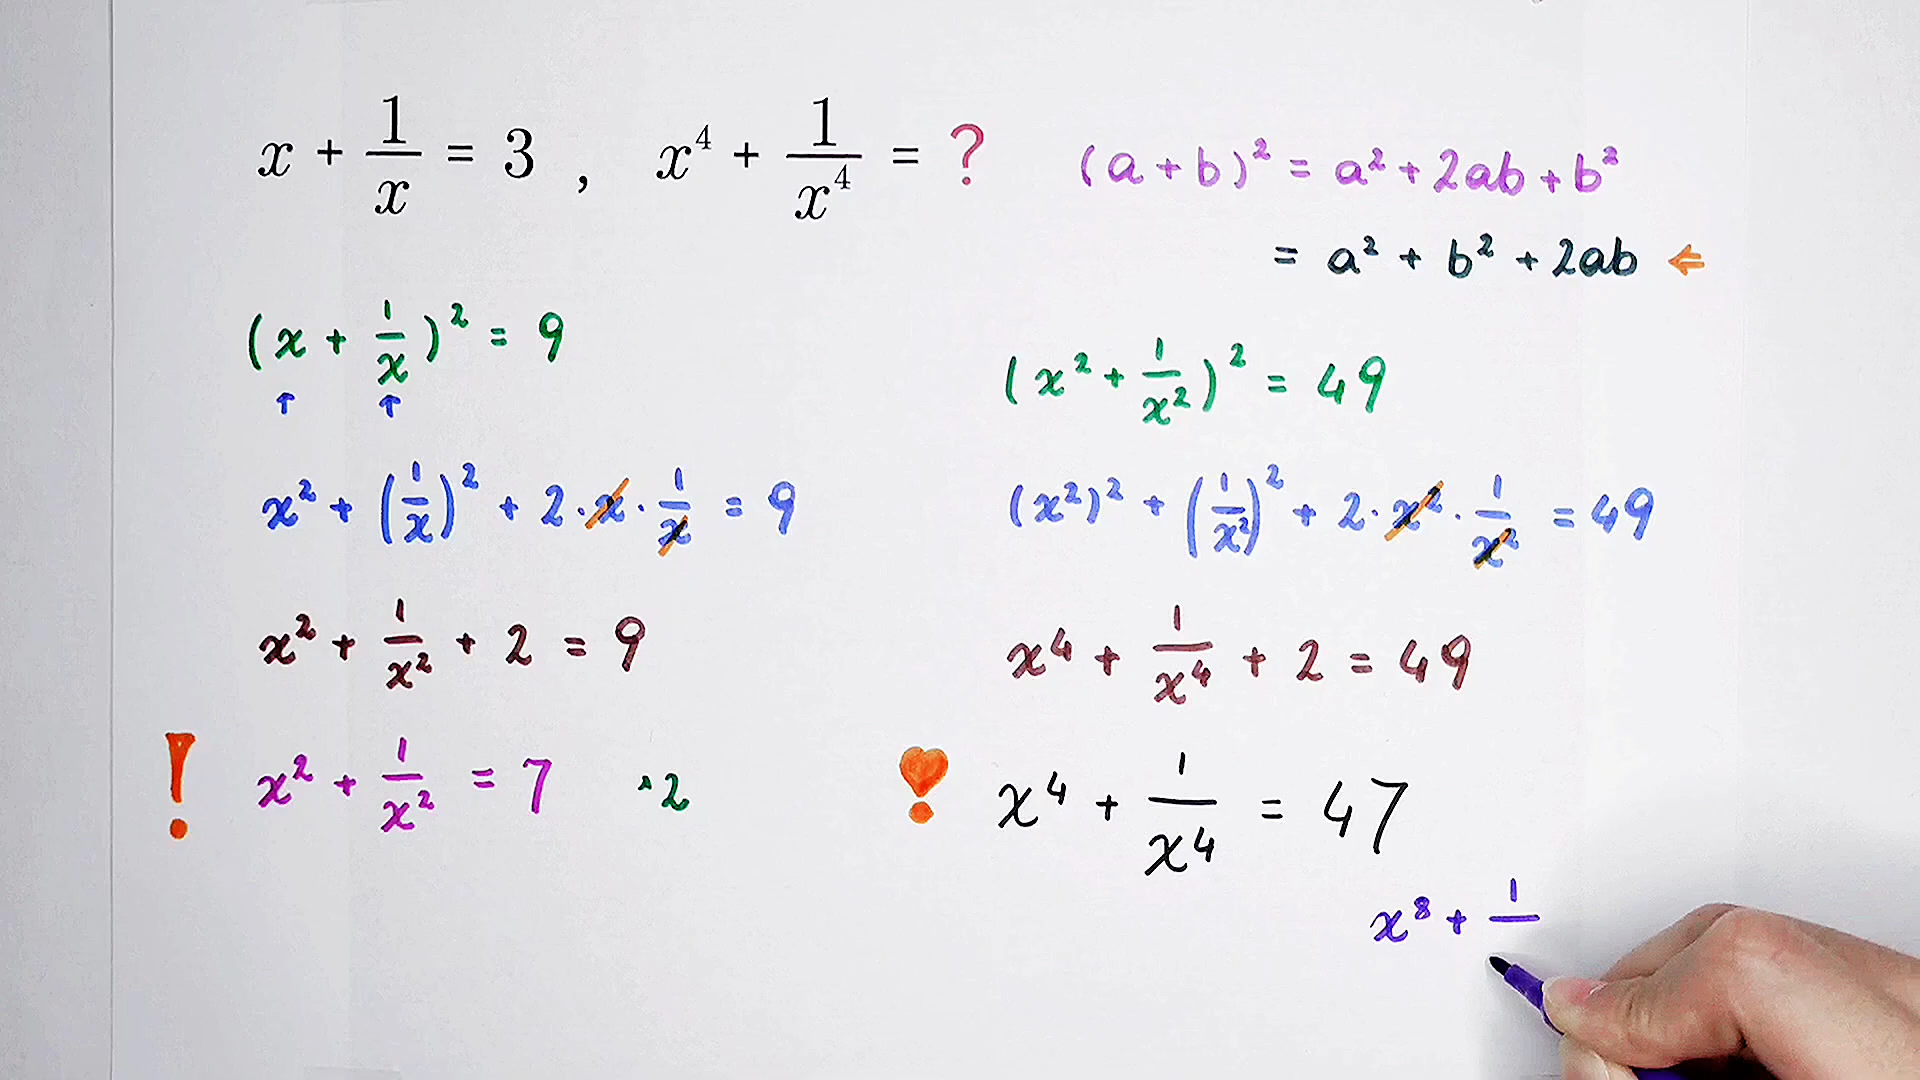 x + 1/x = 3 , x⁴ + 1/x⁴ = ?
(a + b)² = a² + 2ab + b²
= a² + b² + 2ab ⇐
(x + 1/x)² = 9
↑ ↑
x² + (1/x)² + 2 · x · 1/x = 9
x² + 1/x² + 2 = 9
! x² + 1/x² = 7 ^2
(x² + 1/x²)² = 49
(x²)² + (1/x²)² + 2 · x² · 1/x² = 49
x⁴ + 1/x⁴ + 2 = 49
x⁴ + 1/x⁴ = 47
x⁸ + 1/